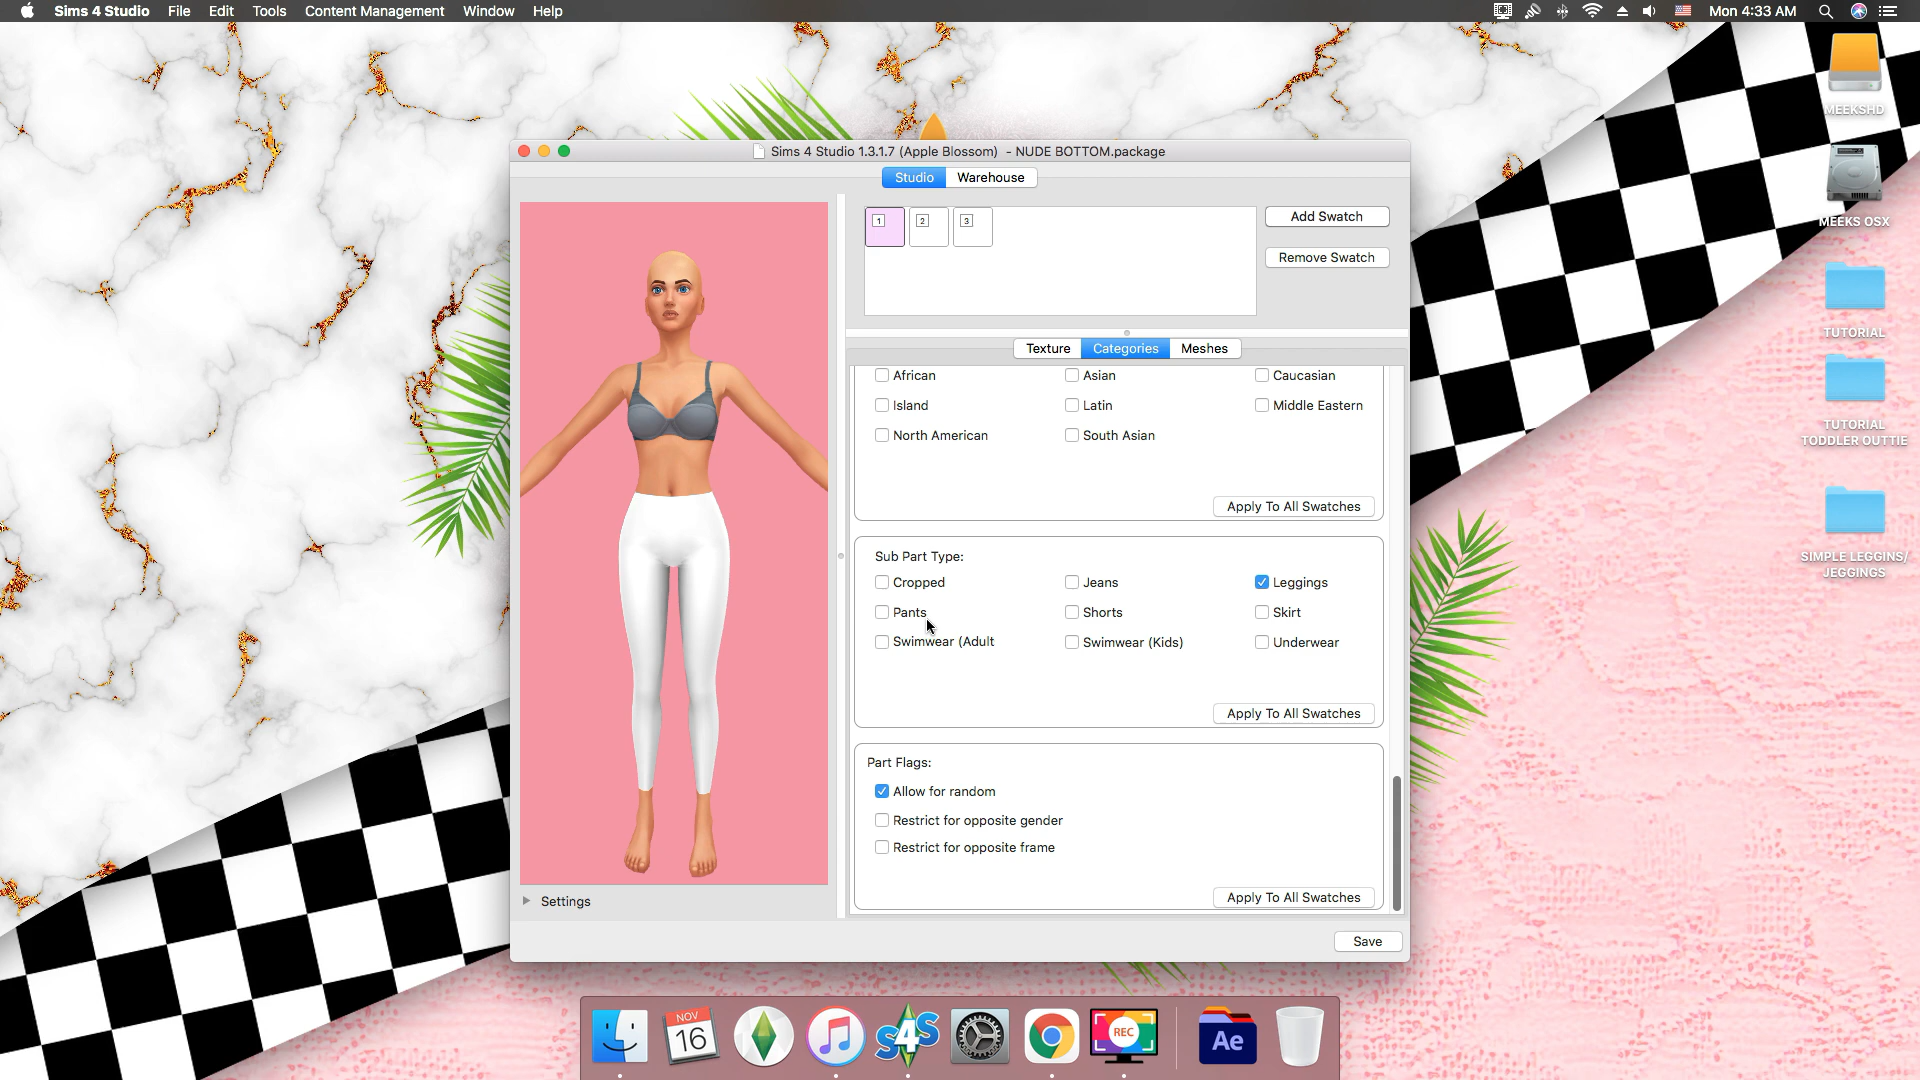 Sims 4 Studio File Edit Tools Content Management Window Help Mon 4:33 AM
MEEKSHD
MEEKS OSX
TUTORIAL
TUTORIAL
TODDLER OUTTIE
SIMPLE LEGGINS/
JEGGINGS
Sims 4 Studio 1.3.1.7 (Apple Blossom) - NUDE BOTTOM.package
Studio Warehouse
1 2 3
Add Swatch
Remove Swatch
Texture Categories Meshes
African Asian Caucasian
Island Latin Middle Eastern
North American South Asian
Apply To All Swatches
Sub Part Type:
Cropped Jeans Leggings
Pants Shorts Skirt
Swimwear (Adult Swimwear (Kids) Underwear
Apply To All Swatches
Part Flags:
Allow for random
Restrict for opposite gender
Restrict for opposite frame
Apply To All Swatches
Settings
Save
NOV
16
S4S
REC
Ae